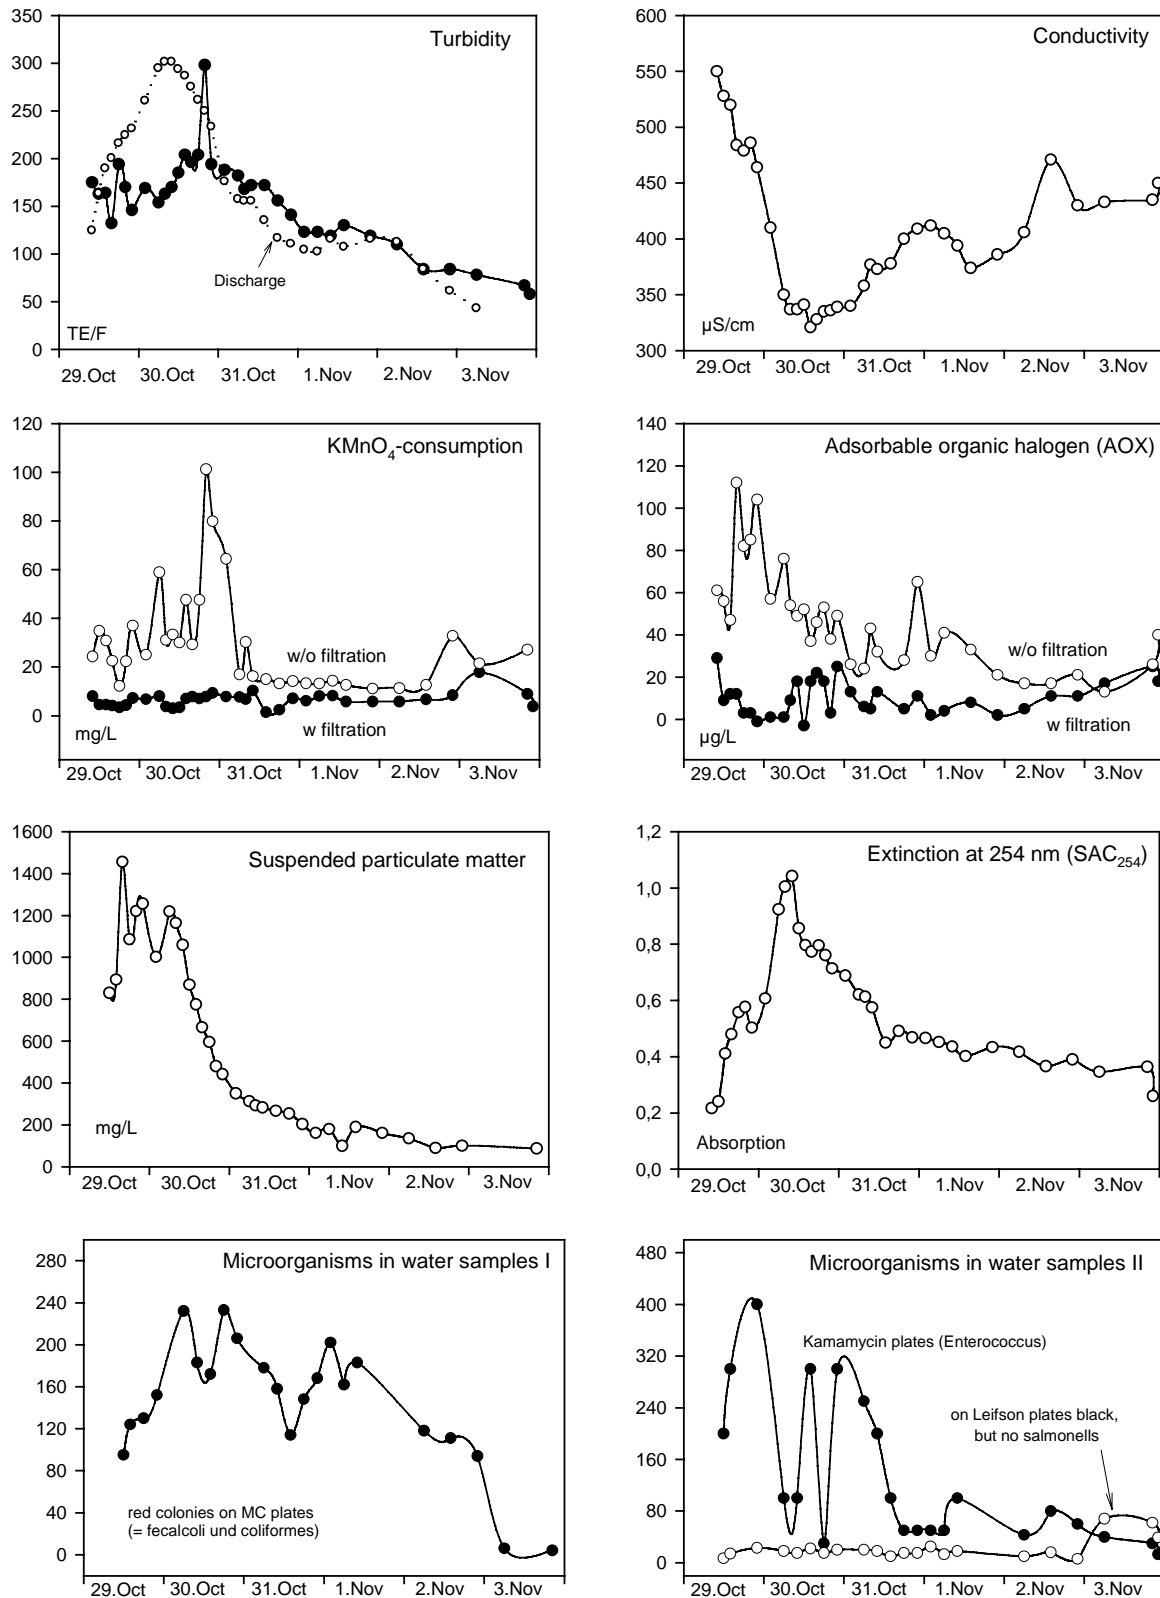 Turbidity
350
300
250
200
150
100
50
0
Discharge
TE/F
29.Oct 30.Oct 31.Oct 1.Nov 2.Nov 3.Nov
Conductivity
600
550
500
450
400
350
300
µS/cm
29.Oct 30.Oct 31.Oct 1.Nov 2.Nov 3.Nov
KMnO4-consumption
120
100
80
60
40
20
0
w/o filtration
w filtration
mg/L
29.Oct 30.Oct 31.Oct 1.Nov 2.Nov 3.Nov
Adsorbable organic halogen (AOX)
140
120
100
80
60
40
20
0
w/o filtration
w filtration
µg/L
29.Oct 30.Oct 31.Oct 1.Nov 2.Nov 3.Nov
Suspended particulate matter
1600
1400
1200
1000
800
600
400
200
0
mg/L
29.Oct 30.Oct 31.Oct 1.Nov 2.Nov 3.Nov
Extinction at 254 nm (SAC254)
1,2
1,0
0,8
0,6
0,4
0,2
0,0
Absorption
29.Oct 30.Oct 31.Oct 1.Nov 2.Nov 3.Nov
Microorganisms in water samples I
280
240
200
160
120
80
40
0
red colonies on MC plates
(= fecalcoli und coliformes)
29.Oct 30.Oct 31.Oct 1.Nov 2.Nov 3.Nov
Microorganisms in water samples II
480
400
320
240
160
80
0
Kamamycin plates (Enterococcus)
on Leifson plates black,
but no salmonells
29.Oct 30.Oct 31.Oct 1.Nov 2.Nov 3.Nov